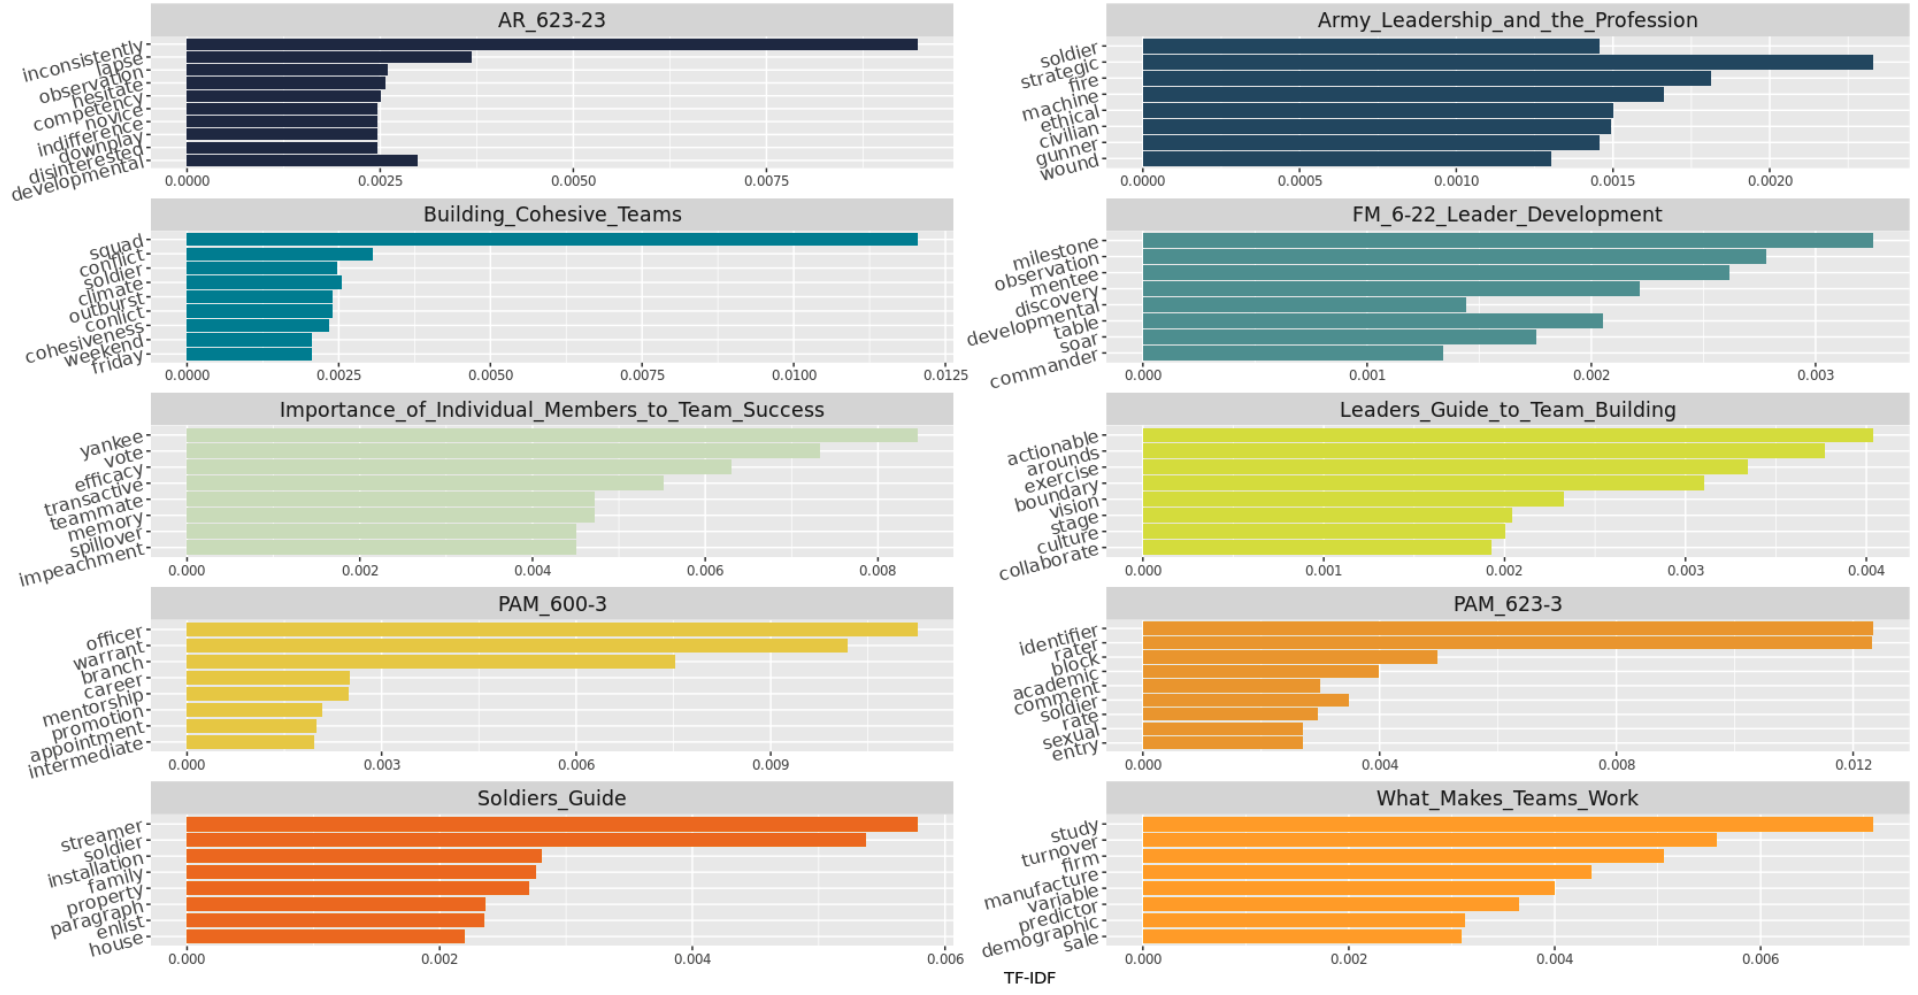 AR_623-23
inconsistently
lapse
observation
hesitate
competency
novice
indifference
downplay
disinterested
developmental
0.0000 0.0025 0.0050 0.0075
Army_Leadership_and_the_Profession
soldier
strategic
fire
machine
ethical
civilian
gunner
wound
0.0000 0.0005 0.0010 0.0015 0.0020
Building_Cohesive_Teams
squad
conflict
soldier
climate
outburst
conlict
cohesiveness
weekend
friday
0.0000 0.0025 0.0050 0.0075 0.0100 0.0125
FM_6-22_Leader_Development
milestone
observation
mentee
discovery
developmental
table
soar
commander
0.000 0.001 0.002 0.003
Importance_of_Individual_Members_to_Team_Success
yankee
vote
efficacy
transactive
teammate
memory
spillover
impeachment
0.000 0.002 0.004 0.006 0.008
Leaders_Guide_to_Team_Building
actionable
arounds
exercise
boundary
vision
stage
culture
collaborate
0.000 0.001 0.002 0.003 0.004
PAM_600-3
officer
warrant
branch
career
mentorship
promotion
appointment
intermediate
0.000 0.003 0.006 0.009
PAM_623-3
identifier
rater
block
academic
comment
soldier
rate
sexual
entry
0.000 0.004 0.008 0.012
Soldiers_Guide
streamer
soldier
installation
family
property
paragraph
enlist
house
0.000 0.002 0.004 0.006
What_Makes_Teams_Work
study
turnover
firm
manufacture
variable
predictor
demographic
sale
0.000 0.002 0.004 0.006
TF-IDF